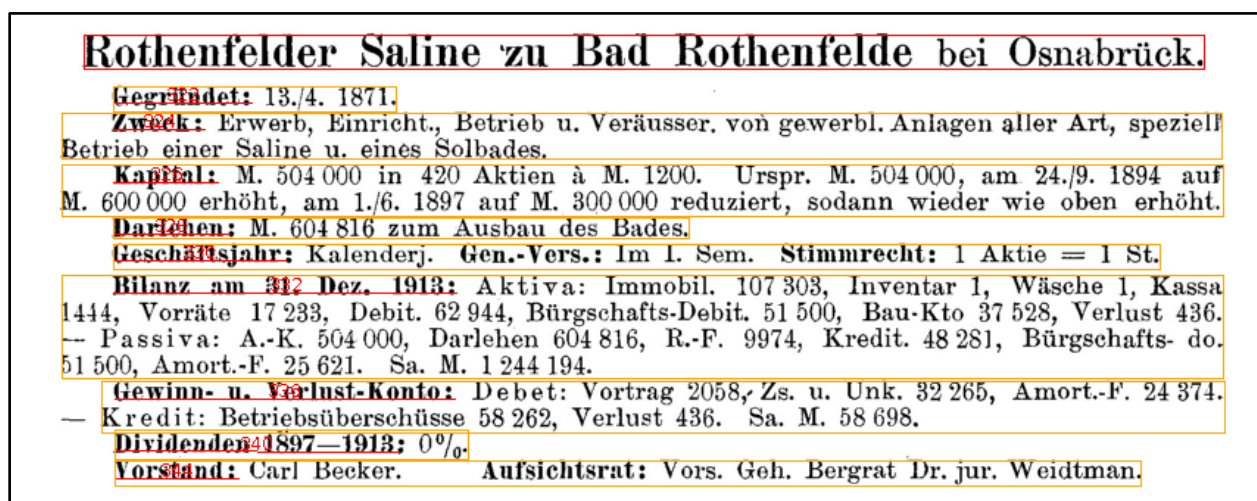 Rothenfelder Saline zu Bad Rothenfelde bei Osnabrück.
Gegründet: 13./4. 1871.
Zweck: Erwerb, Einricht., Betrieb u. Veräusser. von gewerbl. Anlagen aller Art, speziell
Betrieb einer Saline u. eines Solbades.
Kapital: M. 504 000 in 420 Aktien à M. 1200. Urspr. M. 504 000, am 24./9. 1894 auf
M. 600 000 erhöht, am 1./6. 1897 auf M. 300 000 reduziert, sodann wieder wie oben erhöht.
Darlehen: M. 604 816 zum Ausbau des Bades.
Geschäftsjahr: Kalenderj. Gen.-Vers.: Im I. Sem. Stimmrecht: 1 Aktie = 1 St.
Bilanz am 31. Dez. 1913: Aktiva: Immobil. 107 303, Inventar 1, Wäsche 1, Kassa
1444, Vorräte 17 233, Debit. 62 944, Bürgschafts-Debit. 51 500, Bau-Kto 37 528, Verlust 436.
— Passiva: A.-K. 504 000, Darlehen 604 816, R.-F. 9974, Kredit. 48 281, Bürgschafts- do.
51 500, Amort.-F. 25 621. Sa. M. 1 244 194.
Gewinn- u. Verlust-Konto: Debet: Vortrag 2058, Zs. u. Unk. 32 265, Amort.-F. 24 374.
— Kredit: Betriebsüberschüsse 58 262, Verlust 436. Sa. M. 58 698.
Dividenden 1897—1913: 0%.
Vorstand: Carl Becker. Aufsichtsrat: Vors. Geh. Bergrat Dr. jur. Weidtman.